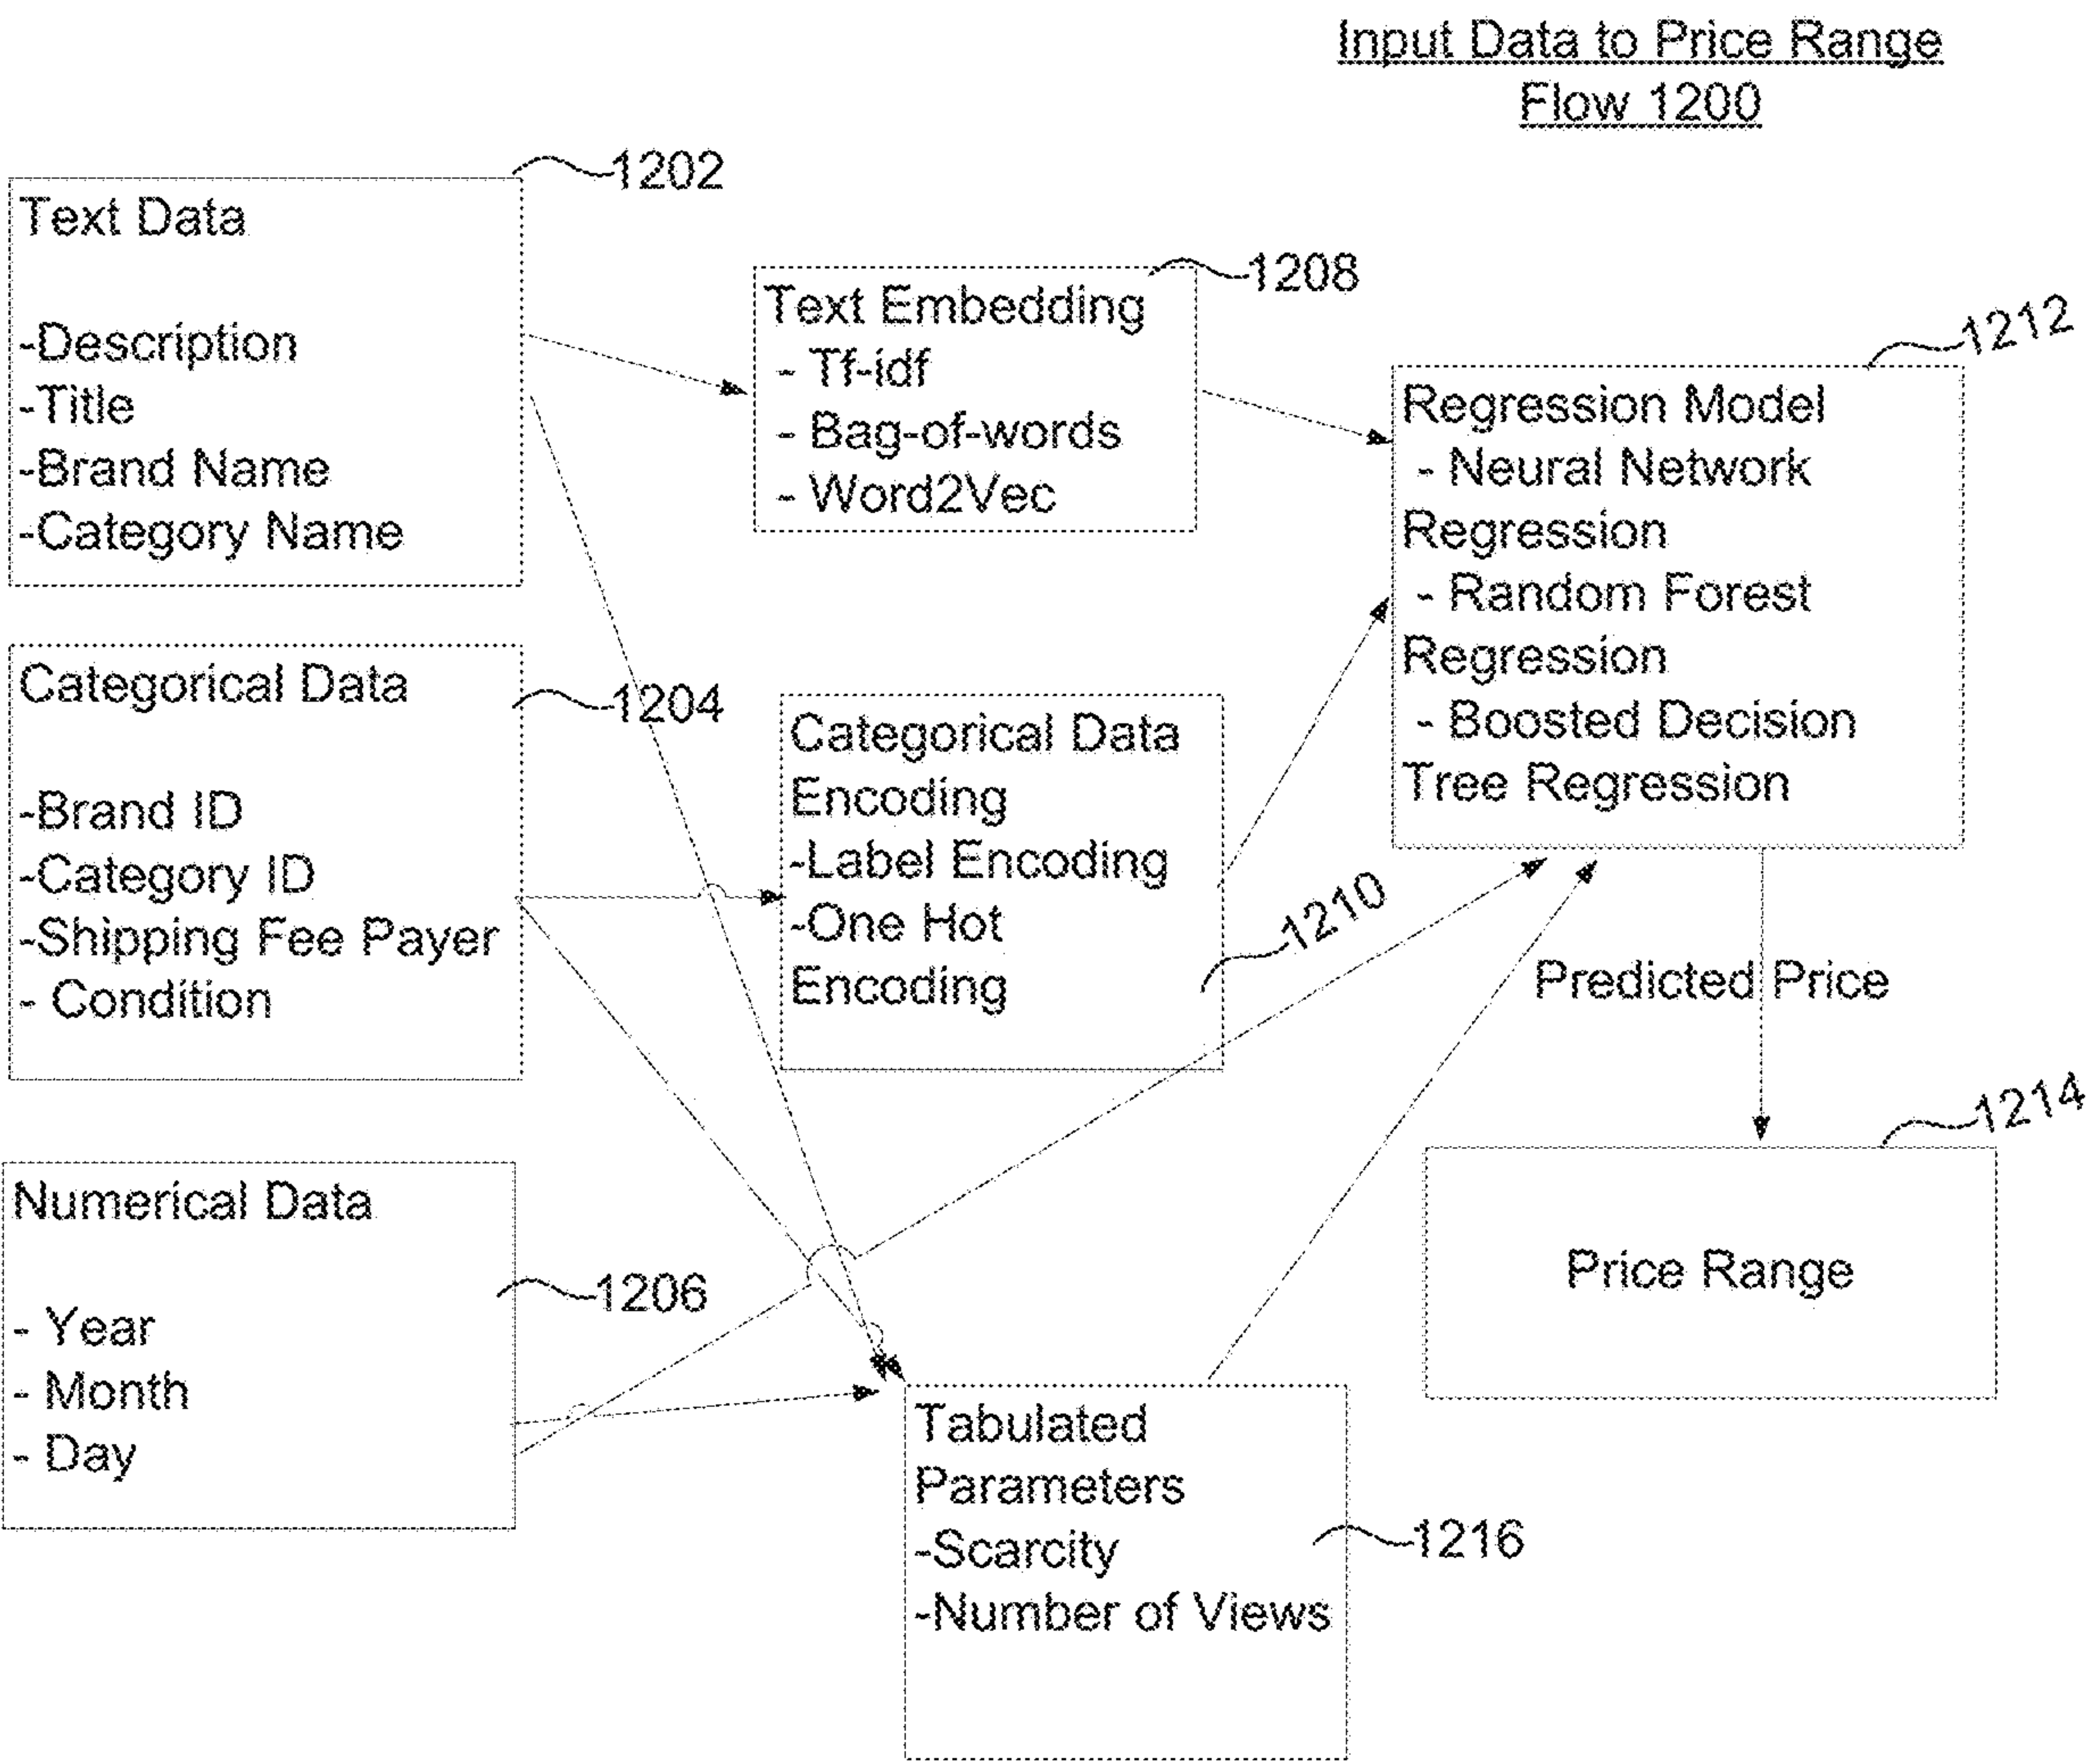 Input Data to Price Range
Flow 1200
1202
Text Data
-Description
-Title
-Brand Name
-Category Name
1208
Text Embedding
- Tf-idf
- Bag-of-words
- Word2Vec
1212
Regression Model
- Neural Network
Regression
- Random Forest
Regression
- Boosted Decision
Tree Regression
1204
Categorical Data
-Brand ID
-Category ID
-Shipping Fee Payer
- Condition
Categorical Data
Encoding
-Label Encoding
-One Hot
Encoding
1210
Predicted Price
1214
Price Range
Numerical Data
1206
- Year
- Month
- Day
Tabulated
Parameters
-Scarcity
-Number of Views
1216